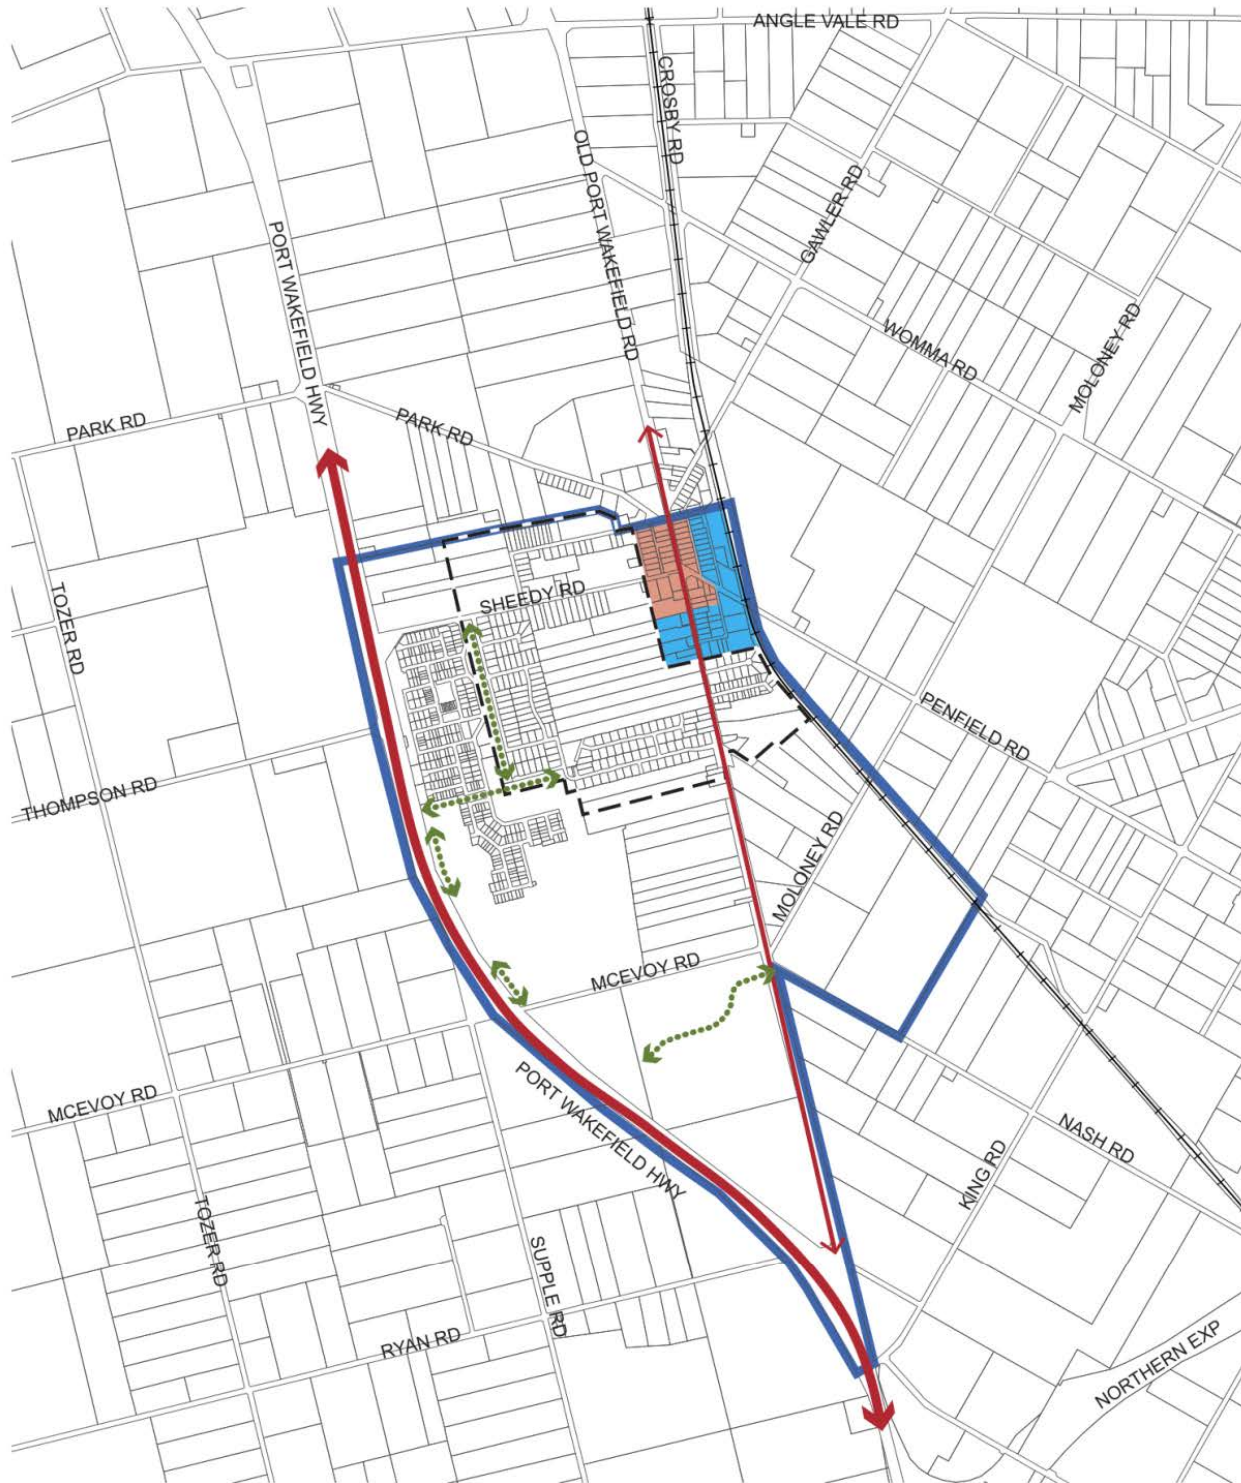 ANGLE VALE RD
CROSBY RD
OLD PORT WAKEFIELD RD
GAWLER RD
PORT WAKEFIELD HWY
WOMMA RD
MOLONEY RD
PARK RD
PARK RD
TOZER RD
SHEEDY RD
PENFIELD RD
THOMPSON RD
MOLONEY RD
MCEVOY RD
MCEVOY RD
PORT WAKEFIELD HWY
NASH RD
KING RD
TOZER RD
SUPPLE RD
RYAN RD
NORTHERN EXP